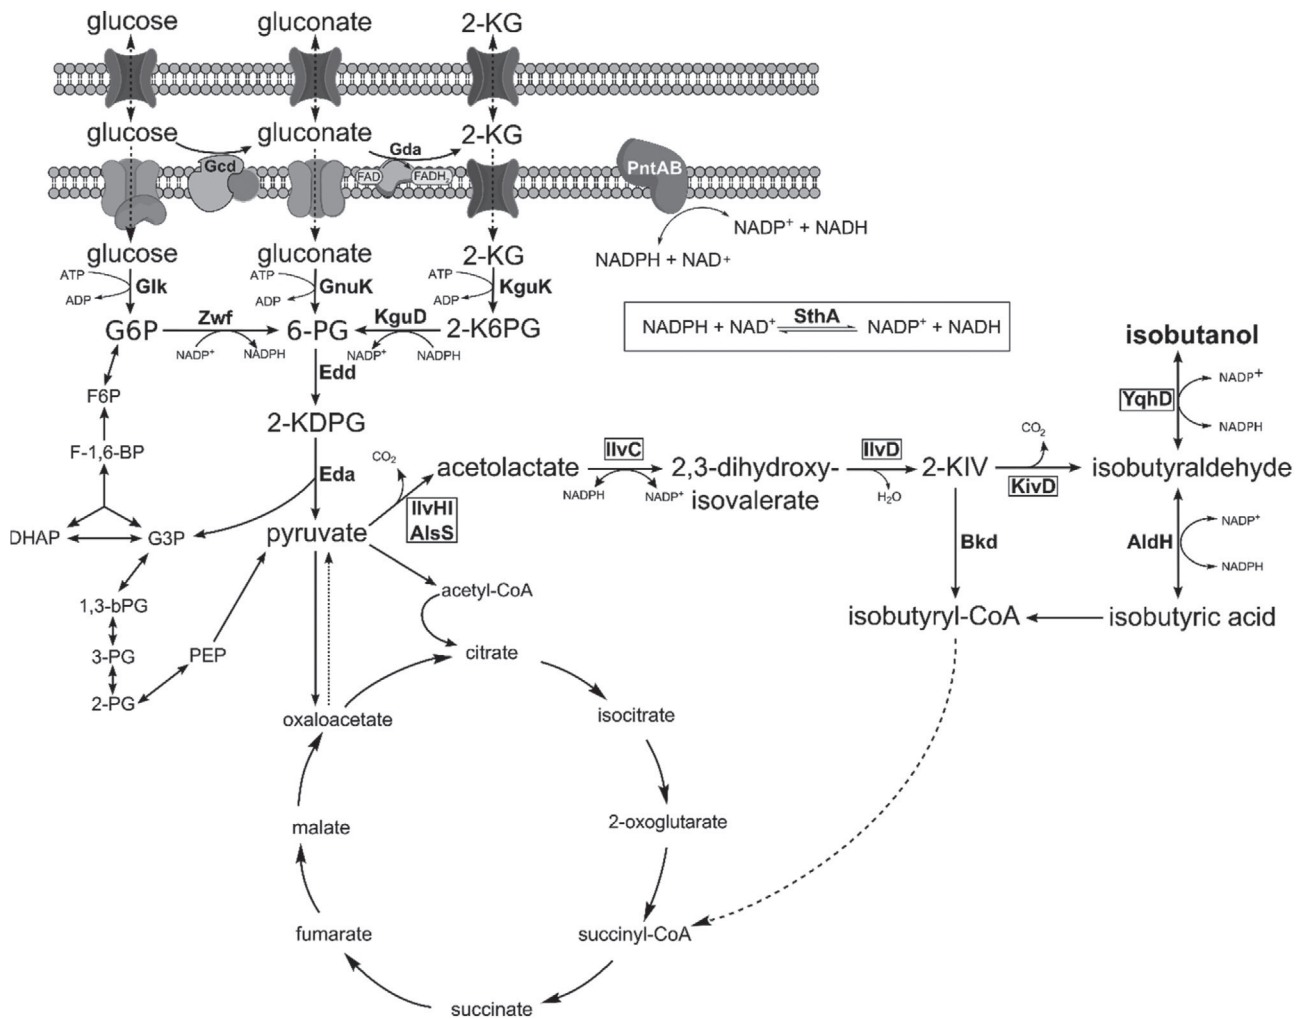 glucose gluconate 2-KG
glucose gluconate 2-KG
Gda
Gcd FAD FADH2 PntAB
NADP+ + NADH
glucose gluconate 2-KG NADPH + NAD+
ATP ATP ATP
Glk GnuK KguK
ADP ADP ADP
G6P Zwf 6-PG KguD 2-K6PG
NADP+ NADPH NADP+ NADPH
NADPH + NAD+ SthA NADP+ + NADH
isobutanol
Edd
NADP+
F6P YqhD
NADPH
2-KDPG
F-1,6-BP CO2 IlvC IlvD CO2
Eda acetolactate 2,3-dihydroxy-
isovalerate 2-KIV isobutyraldehyde
NADPH NADP+ H2O KivD
IlvHI
AlsS
DHAP G3P pyruvate Bkd AldH
NADP+
NADPH
acetyl-CoA
1,3-bPG isobutyryl-CoA isobutyric acid
3-PG PEP citrate
2-PG oxaloacetate isocitrate
malate 2-oxoglutarate
fumarate succinyl-CoA
succinate